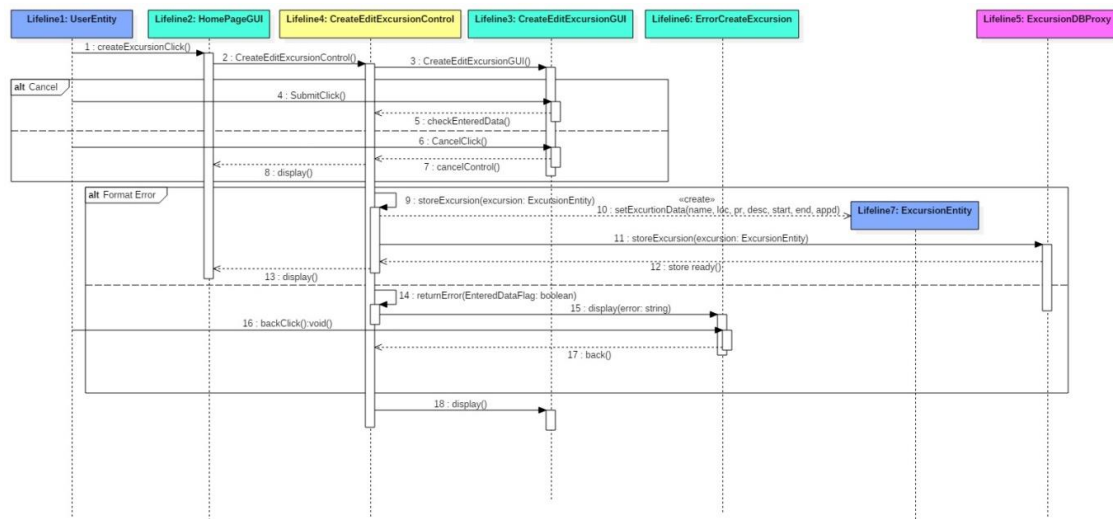 Lifeline1: UserEntity
Lifeline2: HomePageGUI
Lifeline4: CreateEditExcursionControl
Lifeline3: CreateEditExcursionGUI
Lifeline6: ErrorCreateExcursion
Lifeline5: ExcursionDBProxy
1 : createExcursionClick()
2 : CreateEditExcursionControl()
3 : CreateEditExcursionGUI()
alt Cancel
4 : SubmitClick()
5 : checkEnteredData()
6 : CancelClick()
7 : cancelControl()
8 : display()
alt Format Error
9 : storeExcursion(excursion: ExcursionEntity)
«create»
10 : setExcurtionData(name, loc, pr, desc, start, end, appd)
Lifeline7: ExcursionEntity
11 : storeExcursion(excursion: ExcursionEntity)
12 : store ready()
13 : display()
14 : returnError(EnteredDataFlag: boolean)
15 : display(error: string)
16 : backClick():void()
17 : back()
18 : display()